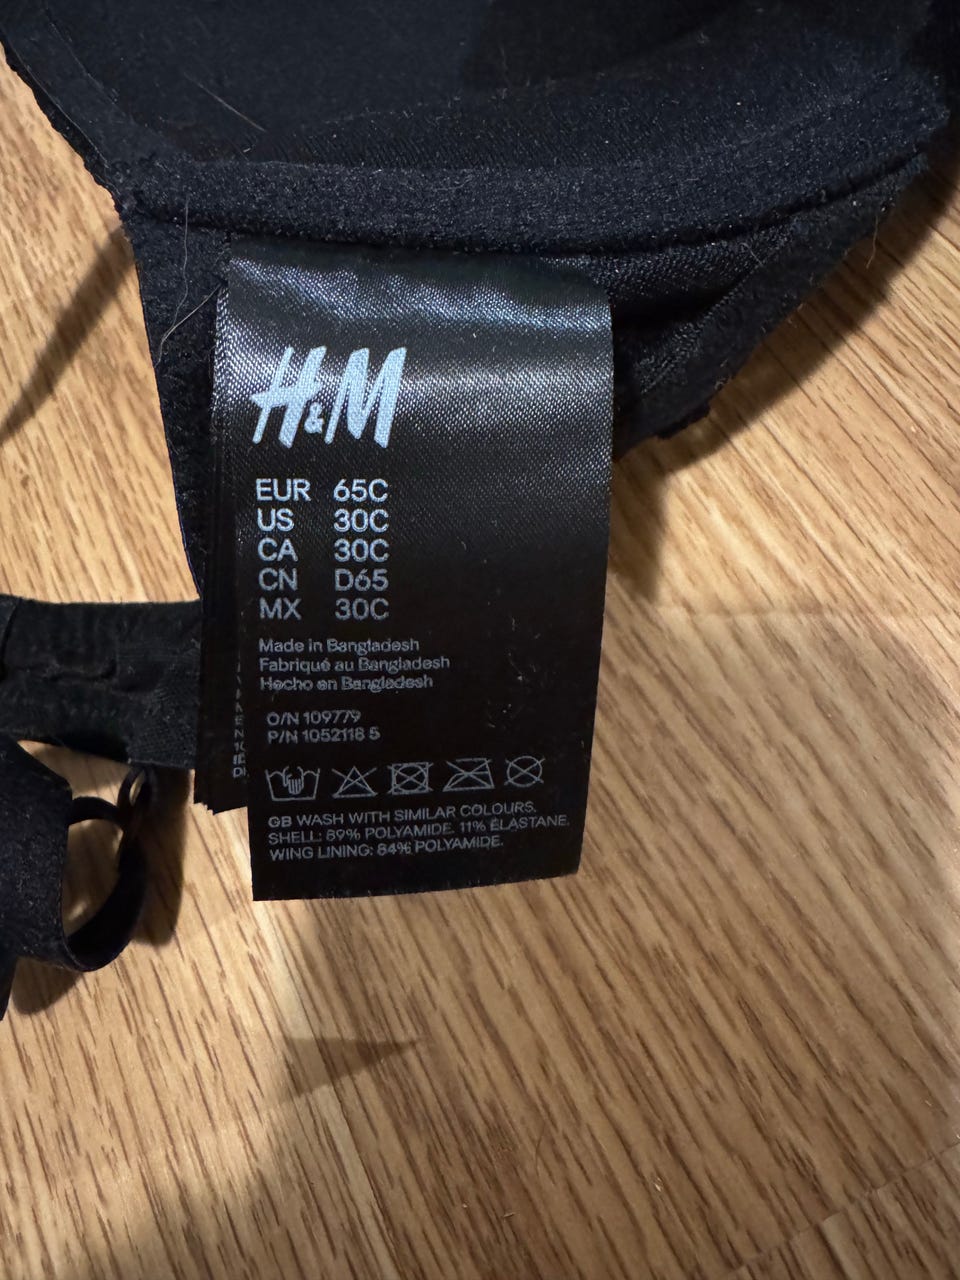 H&M
EUR 65C
US 30C
CA 30C
CN D65
MX 30C
Made in Bangladesh
Fabriqué au Bangladesh
Hecho en Bangladesh
O/N 109779
P/N 1052118 5
GB WASH WITH SIMILAR COLOURS.
SHELL: 89% POLYAMIDE. 11% ELASTANE.
WING LINING: 84% POLYAMIDE.